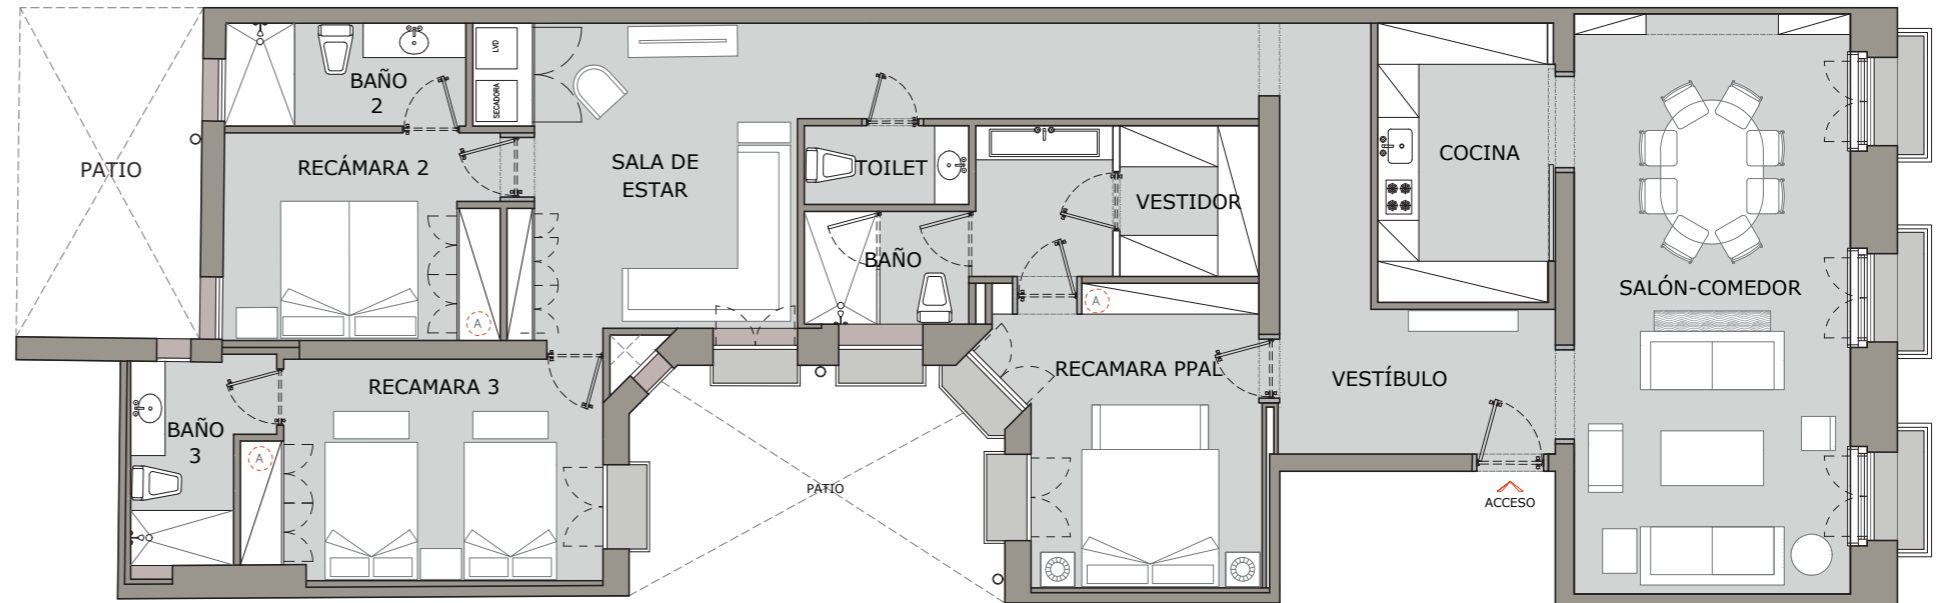 LVD
SECADORA
BAÑO
2
PATIO
RECÁMARA 2
SALA DE
ESTAR
TOILET
VESTIDOR
COCINA
BAÑO
A
A
SALÓN-COMEDOR
RECAMARA 3
RECAMARA PPAL
VESTÍBULO
BAÑO
3
A
PATIO
ACCESO